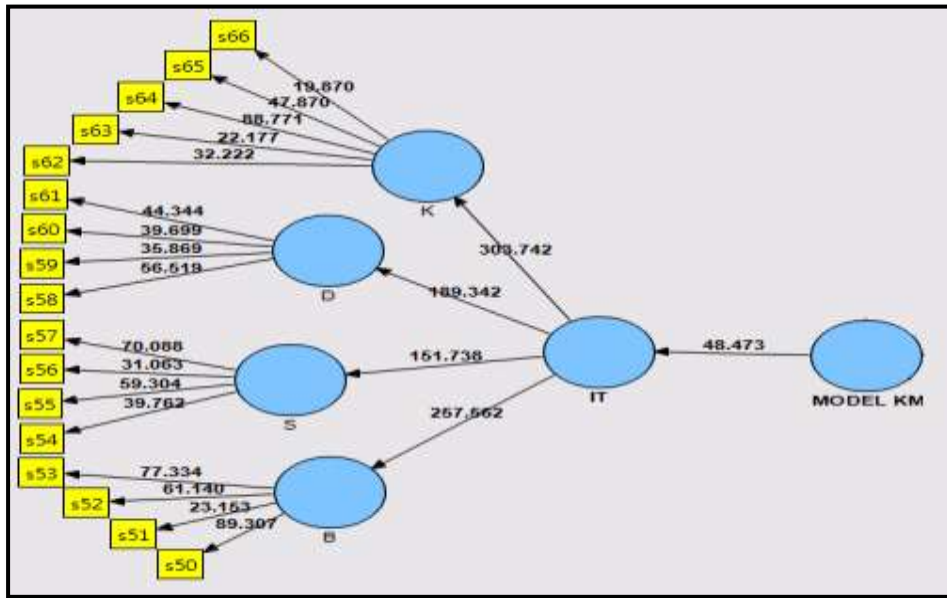 s66
s65
19.870
47.870
s64
88.771
s63
22.177
32.222
s62
K
s61
44.344
s60
39.699
303.742
s59
35.869
56.519
s58
D
189.342
s57
70.088
s56
31.063
151.738
48.473
s55
59.304
39.762
IT
MODEL KM
s54
S
257.562
s53
77.334
s52
61.140
s51
23.153
89.307
B
s50